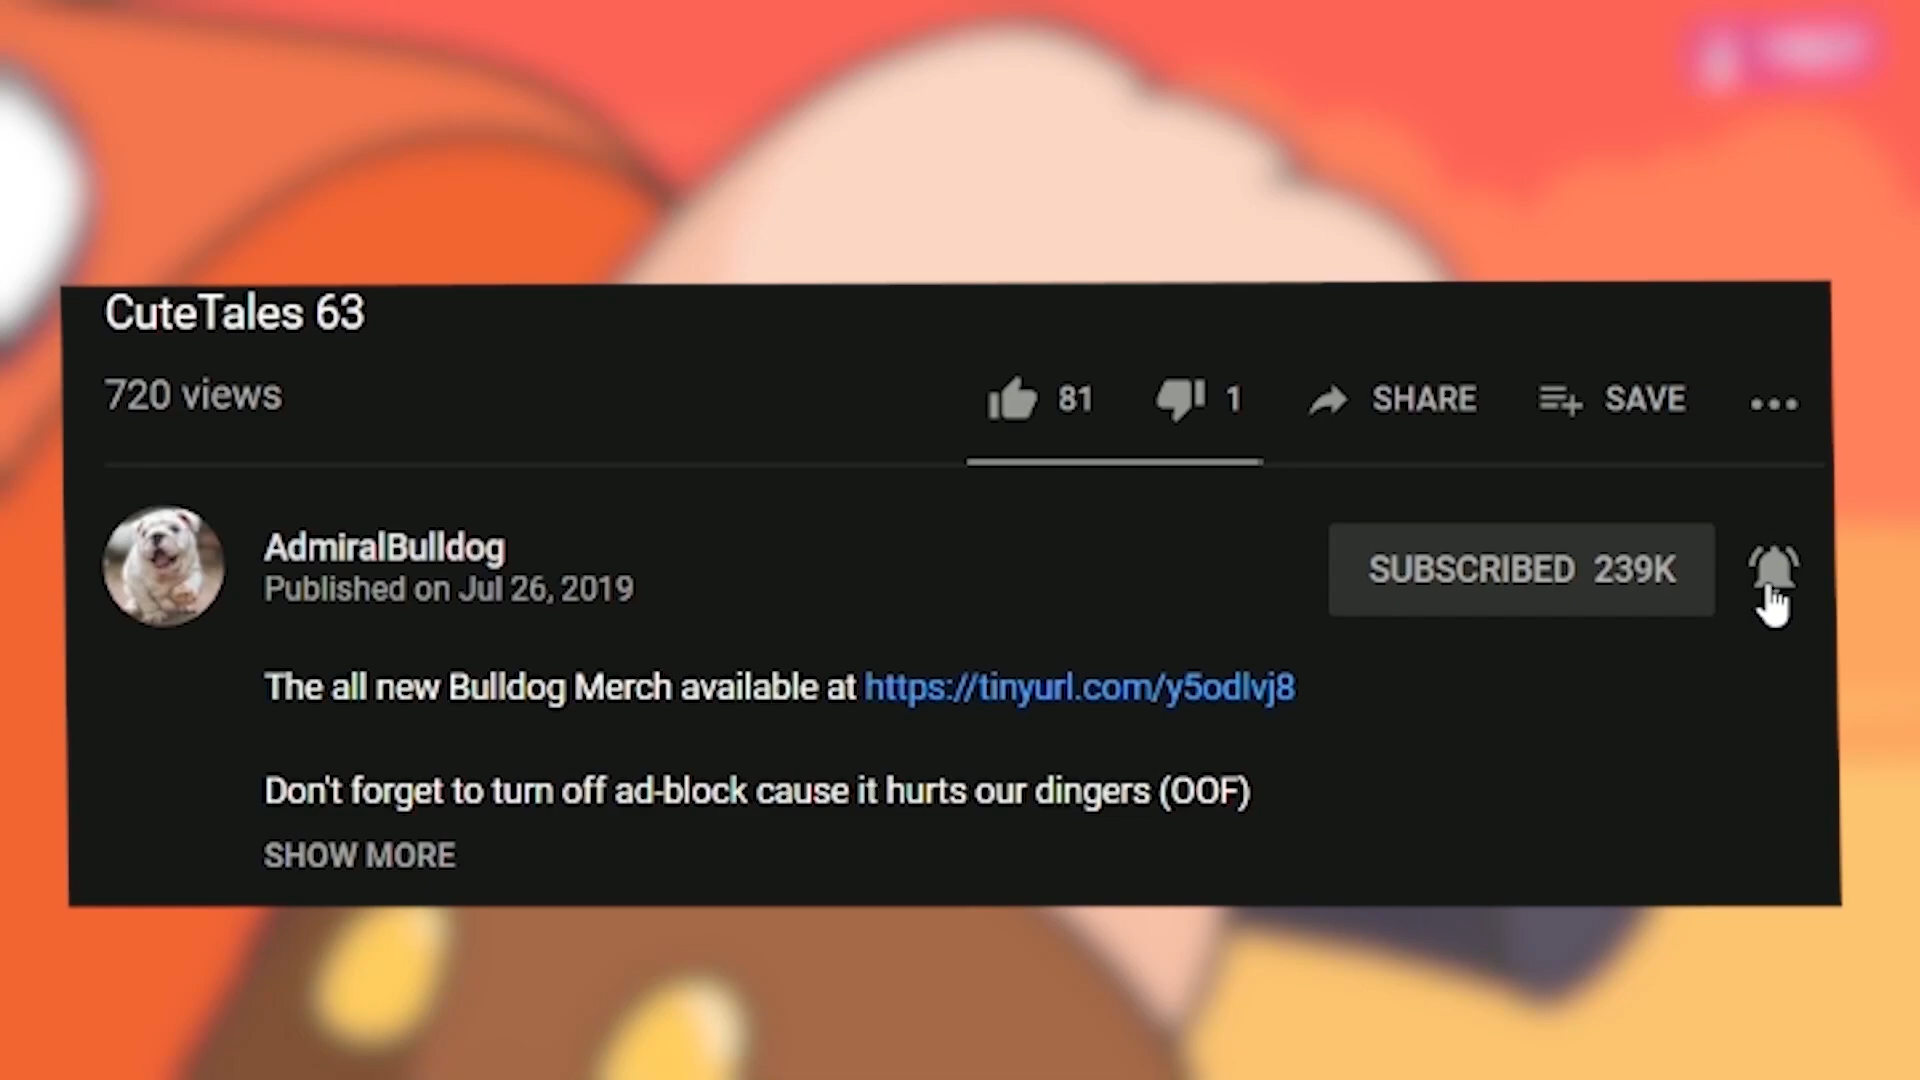 CuteTales 63
720 views
81
1
SHARE
SAVE
AdmiralBulldog
Published on Jul 26, 2019
SUBSCRIBED 239K
The all new Bulldog Merch available at https://tinyurl.com/y5odlvj8
Don't forget to turn off ad-block cause it hurts our dingers (OOF)
SHOW MORE